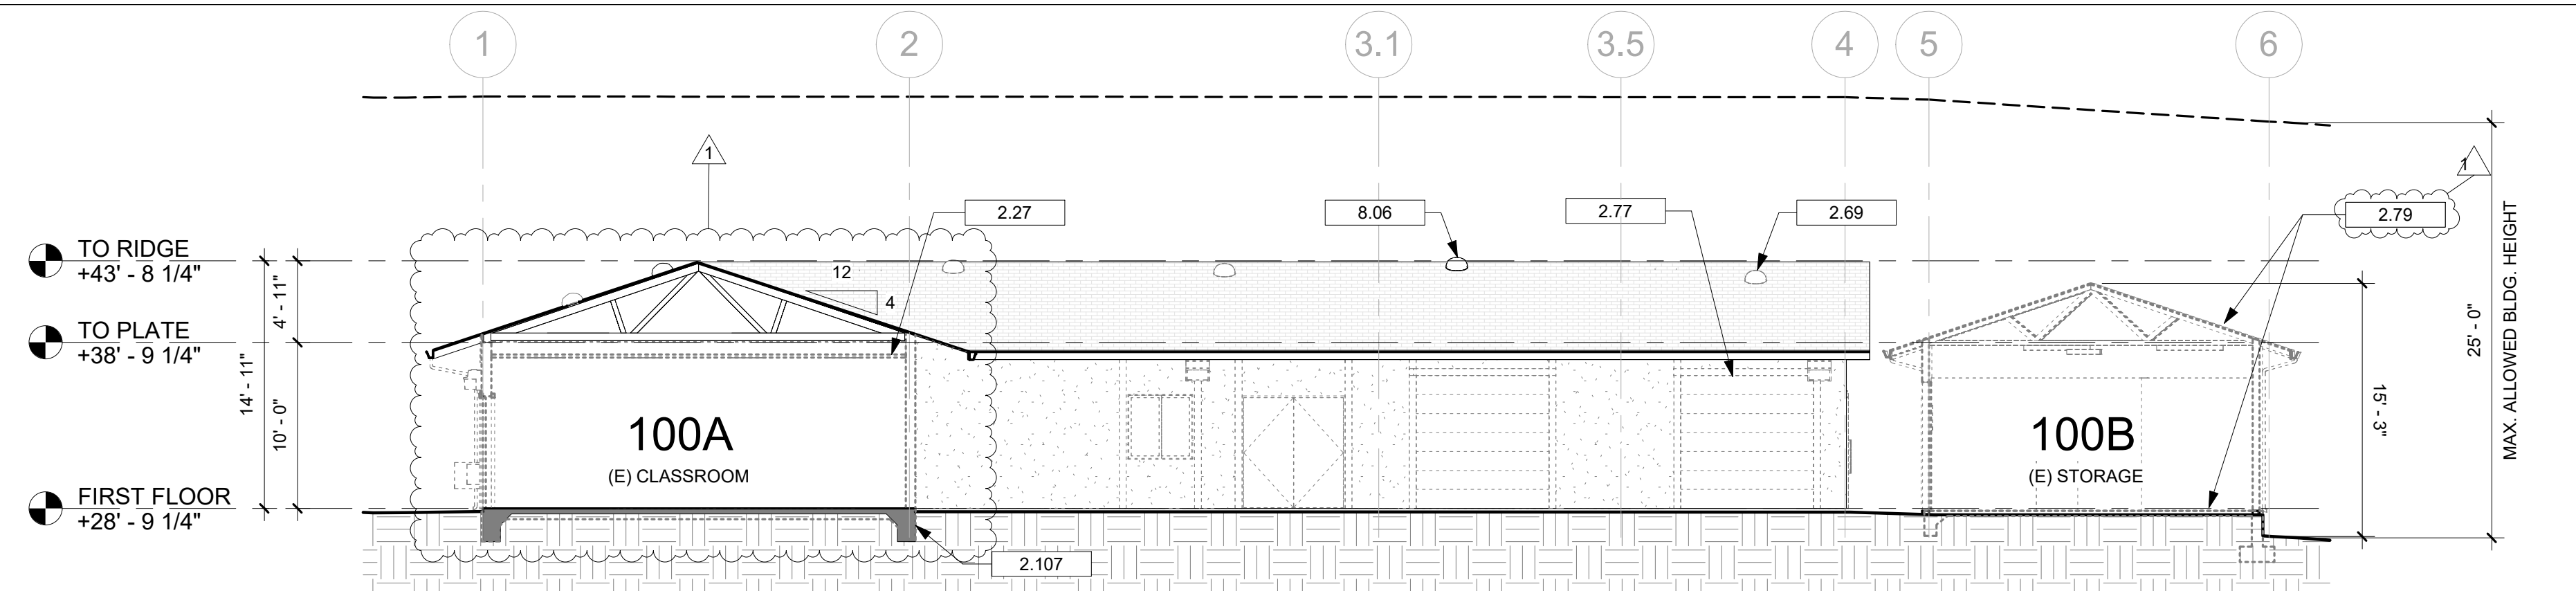 1
2
3.1
3.5
4
5
6
1
1
2.27
8.06
2.77
2.69
2.79
TO RIDGE
+43' - 8 1/4"
12
4
4' - 11"
TO PLATE
+38' - 9 1/4"
14' - 11"
10' - 0"
25' - 0"
MAX. ALLOWED BLDG. HEIGHT
15' - 3"
100A
(E) CLASSROOM
100B
(E) STORAGE
FIRST FLOOR
+28' - 9 1/4"
2.107